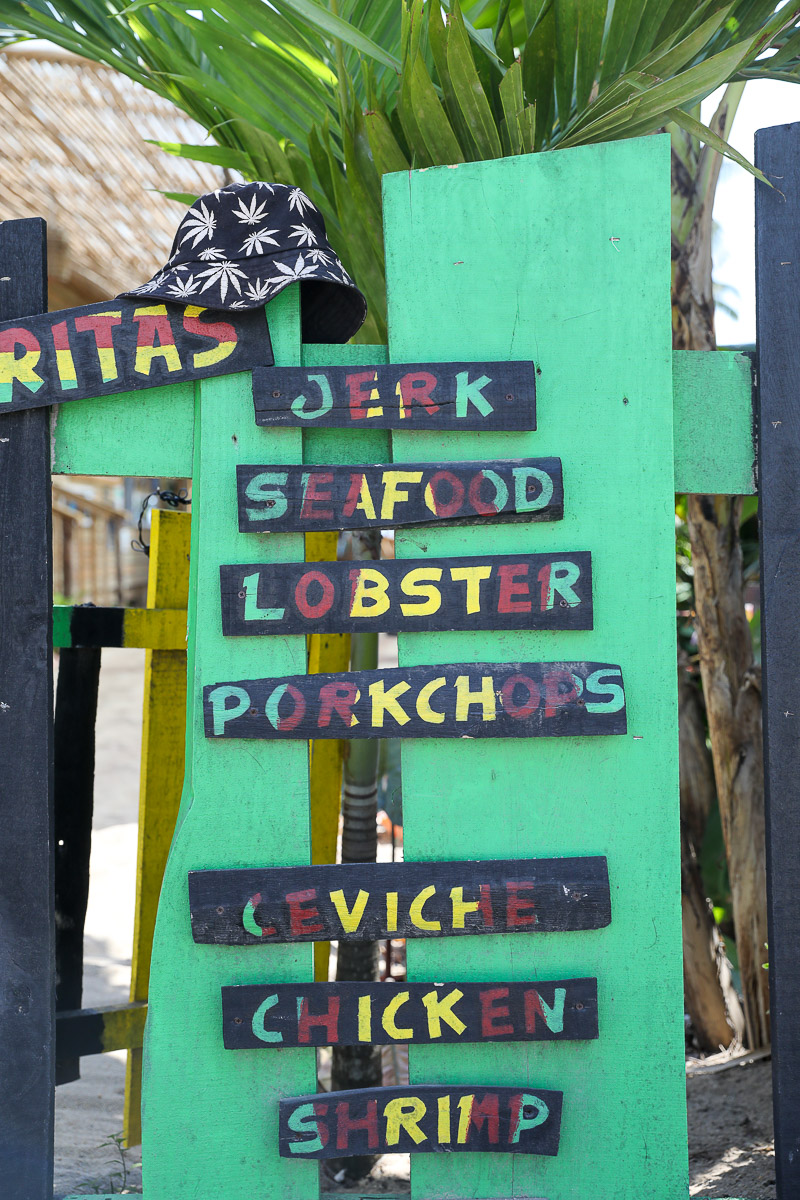 RITAS
JERK
SEAFOOD
LOBSTER
PORKCHOPS
CEVICHE
CHICKEN
SHRIMP